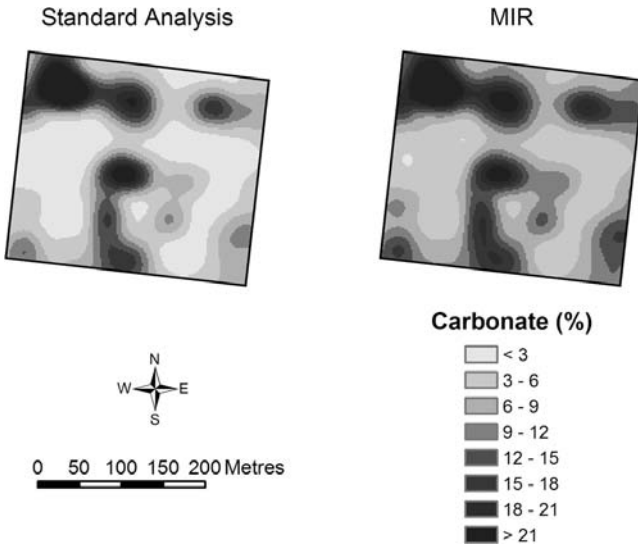 Standard Analysis
MIR
Carbonate (%)
< 3
3 - 6
6 - 9
9 - 12
12 - 15
15 - 18
18 - 21
> 21
N
W E
S
0 50 100 150 200 Metres